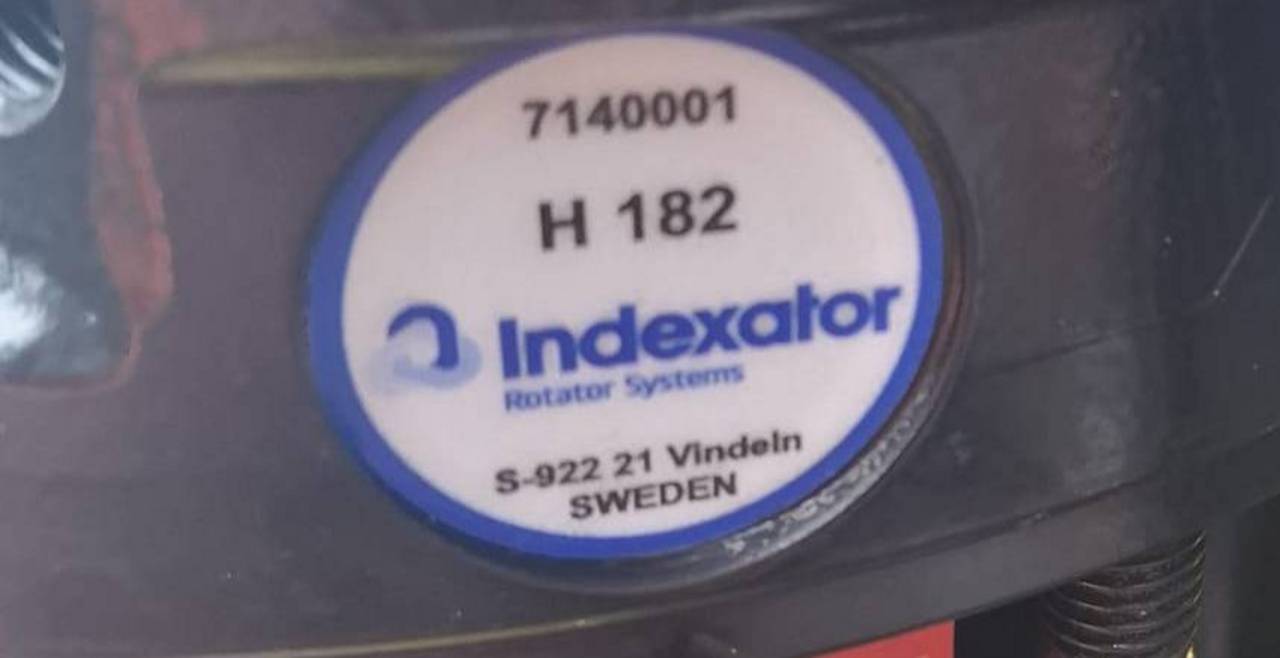 7140001
H 182
Indexator
Rotator Systems
S-922 21 Vindeln
SWEDEN